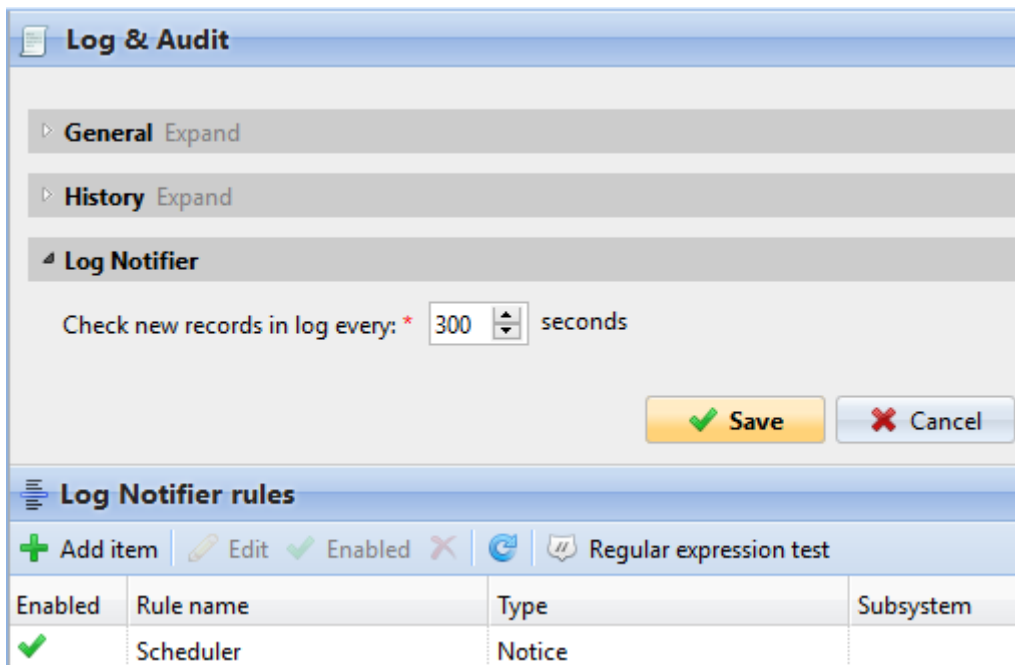 Log & Audit
General Expand
History Expand
Log Notifier
Check new records in log every: * 300 seconds
Save Cancel
Log Notifier rules
Add item Edit Enabled Regular expression test
Enabled Rule name Type Subsystem
Scheduler Notice